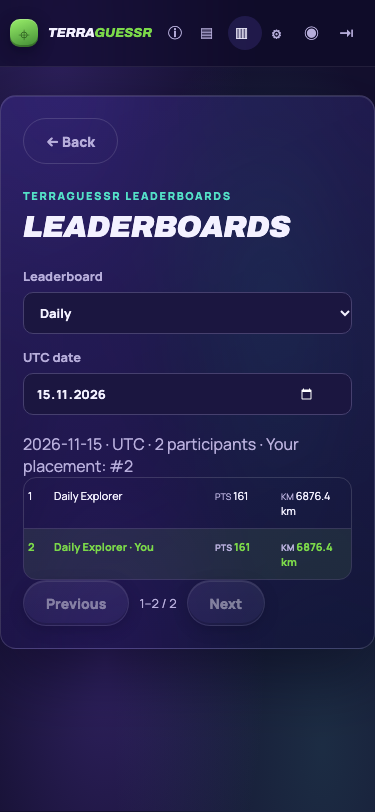 TERRAGUESSR
← Back
TERRAGUESSR LEADERBOARDS
LEADERBOARDS
Leaderboard
Daily
UTC date
15.11.2026
2026-11-15 · UTC · 2 participants · Your
placement: #2
1 Daily Explorer PTS 161 KM 6876.4
km
2 Daily Explorer · You PTS 161 KM 6876.4
km
Previous 1–2 / 2 Next